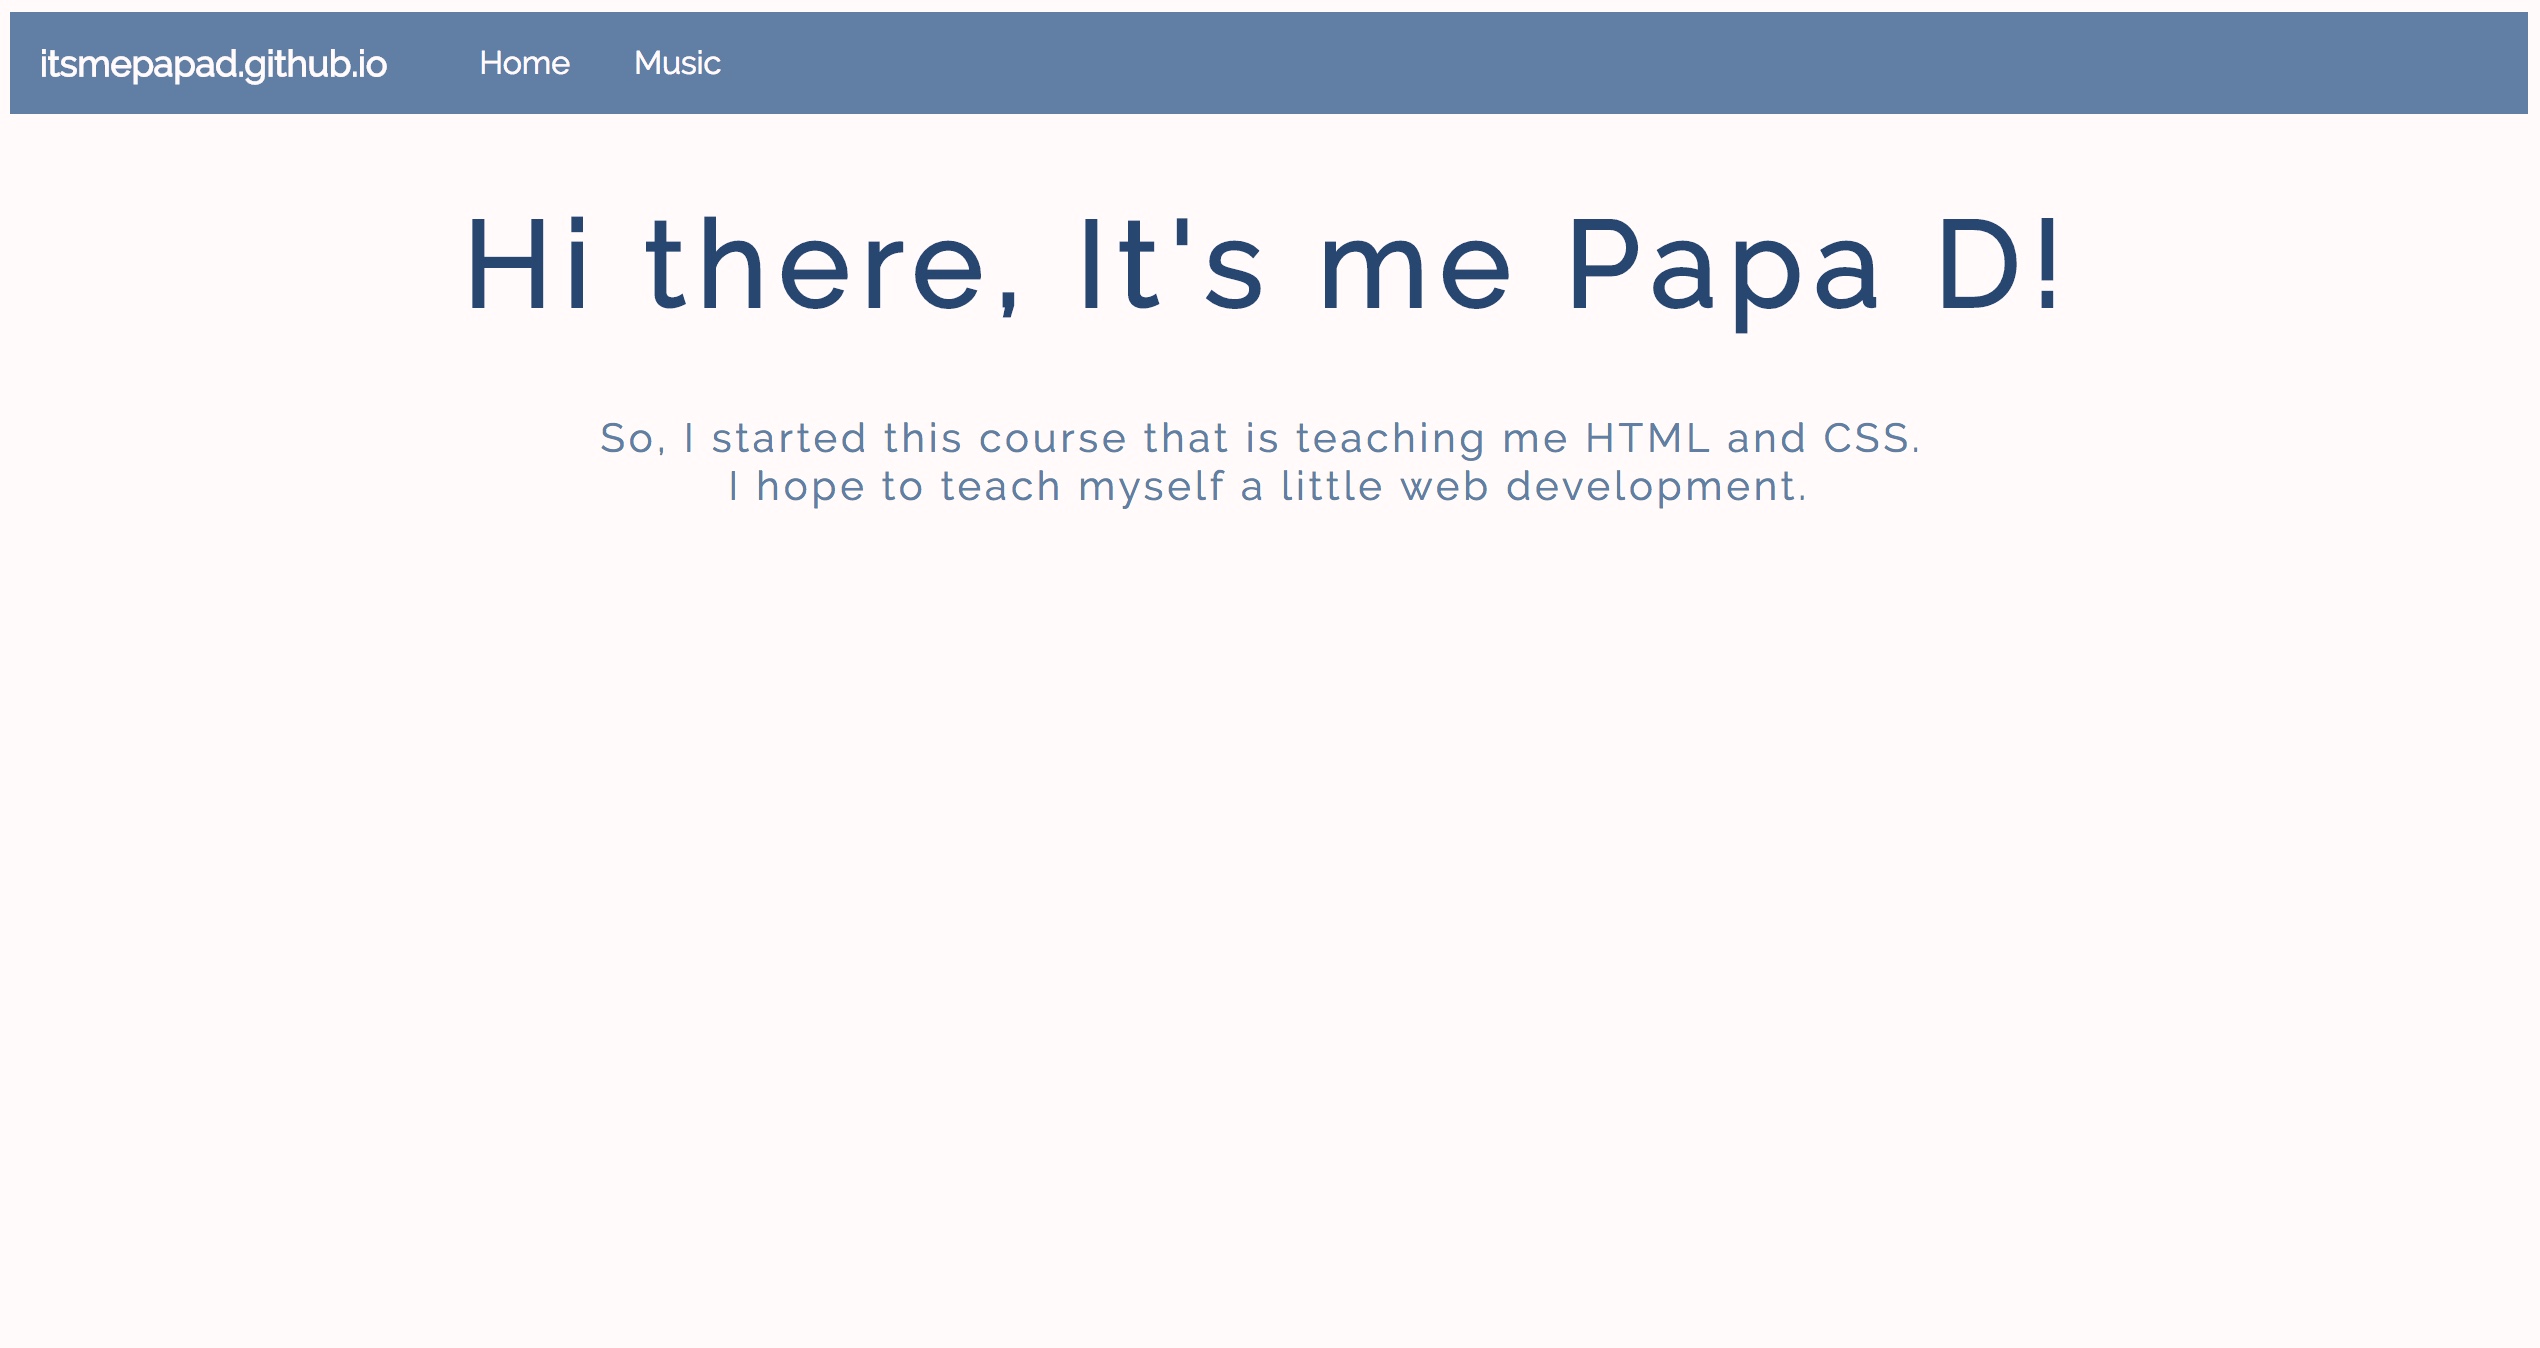 itsmepapad.github.io Home Music
Hi there, It's me Papa D!
So, I started this course that is teaching me HTML and CSS.
I hope to teach myself a little web development.